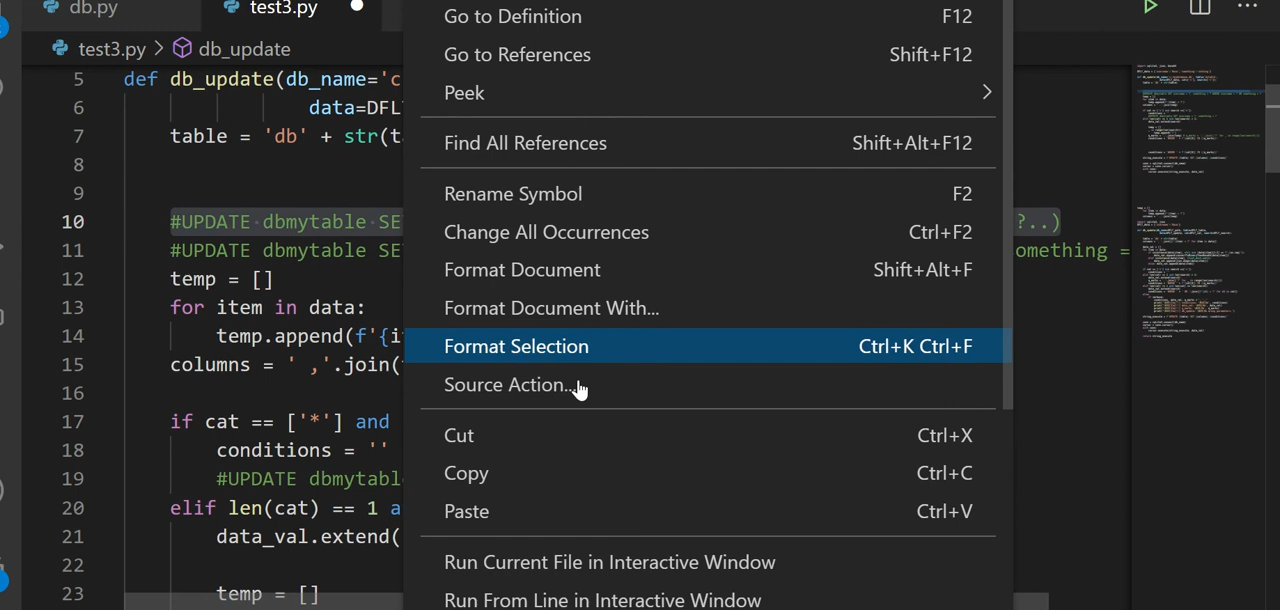 db.py test3.py
test3.py > db_update
Go to Definition F12
Go to References Shift+F12
Peek
Find All References Shift+Alt+F12
Rename Symbol F2
Change All Occurrences Ctrl+F2
Format Document Shift+Alt+F
Format Document With...
Format Selection Ctrl+K Ctrl+F
Source Action...
Cut Ctrl+X
Copy Ctrl+C
Paste Ctrl+V
Run Current File in Interactive Window
Run From Line in Interactive Window
5 def db_update(db_name='c
6 data=DFL
7 table = 'db' + str(t
8
9
10 #UPDATE dbmytable SE ?..)
11 #UPDATE dbmytable SE omething =
12 temp = []
13 for item in data:
14 temp.append(f'{i
15 columns = ' ,'.join(
16
17 if cat == ['*'] and
18 conditions = ''
19 #UPDATE dbmytabl
20 elif len(cat) == 1 a
21 data_val.extend(
22
23 temp = []